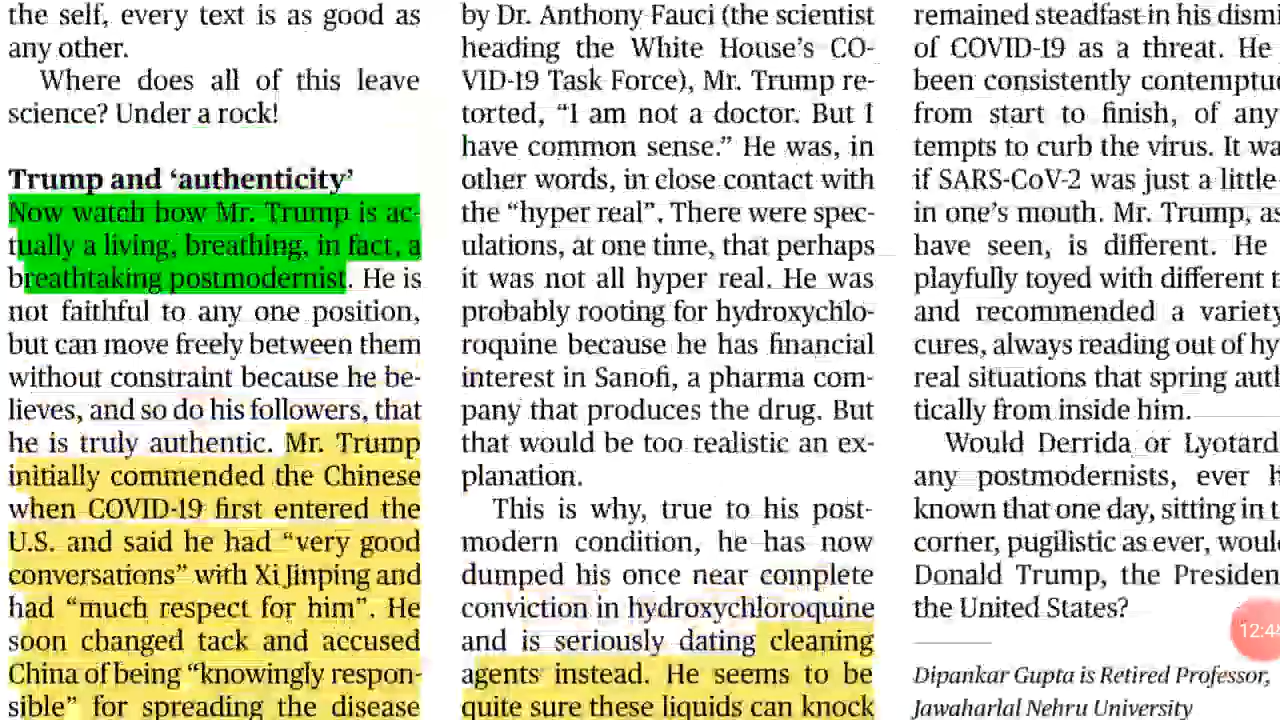 the self, every text is as good as
any other.
Where does all of this leave
science? Under a rock!
Trump and ‘authenticity’
Now watch how Mr. Trump is ac-
tually a living, breathing, in fact, a
breathtaking postmodernist. He is
not faithful to any one position,
but can move freely between them
without constraint because he be-
lieves, and so do his followers, that
he is truly authentic. Mr. Trump
initially commended the Chinese
when COVID-19 first entered the
U.S. and said he had “very good
conversations” with Xi Jinping and
had “much respect for him”. He
soon changed tack and accused
China of being “knowingly respon-
sible” for spreading the disease
by Dr. Anthony Fauci (the scientist
heading the White House’s CO-
VID-19 Task Force), Mr. Trump re-
torted, “I am not a doctor. But I
have common sense.” He was, in
other words, in close contact with
the “hyper real”. There were spec-
ulations, at one time, that perhaps
it was not all hyper real. He was
probably rooting for hydroxychlo-
roquine because he has financial
interest in Sanofi, a pharma com-
pany that produces the drug. But
that would be too realistic an ex-
planation.
This is why, true to his post-
modern condition, he has now
dumped his once near complete
conviction in hydroxychloroquine
and is seriously dating cleaning
agents instead. He seems to be
quite sure these liquids can knock
remained steadfast in his dismi
of COVID-19 as a threat. He
been consistently contemptu
from start to finish, of any
tempts to curb the virus. It wa
if SARS-CoV-2 was just a little
in one’s mouth. Mr. Trump, as
have seen, is different. He
playfully toyed with different t
and recommended a variety
cures, always reading out of hy
real situations that spring aut
tically from inside him.
Would Derrida or Lyotard
any postmodernists, ever h
known that one day, sitting in t
corner, pugilistic as ever, woul
Donald Trump, the Presiden
the United States?
Dipankar Gupta is Retired Professor,
Jawaharlal Nehru University
12:48